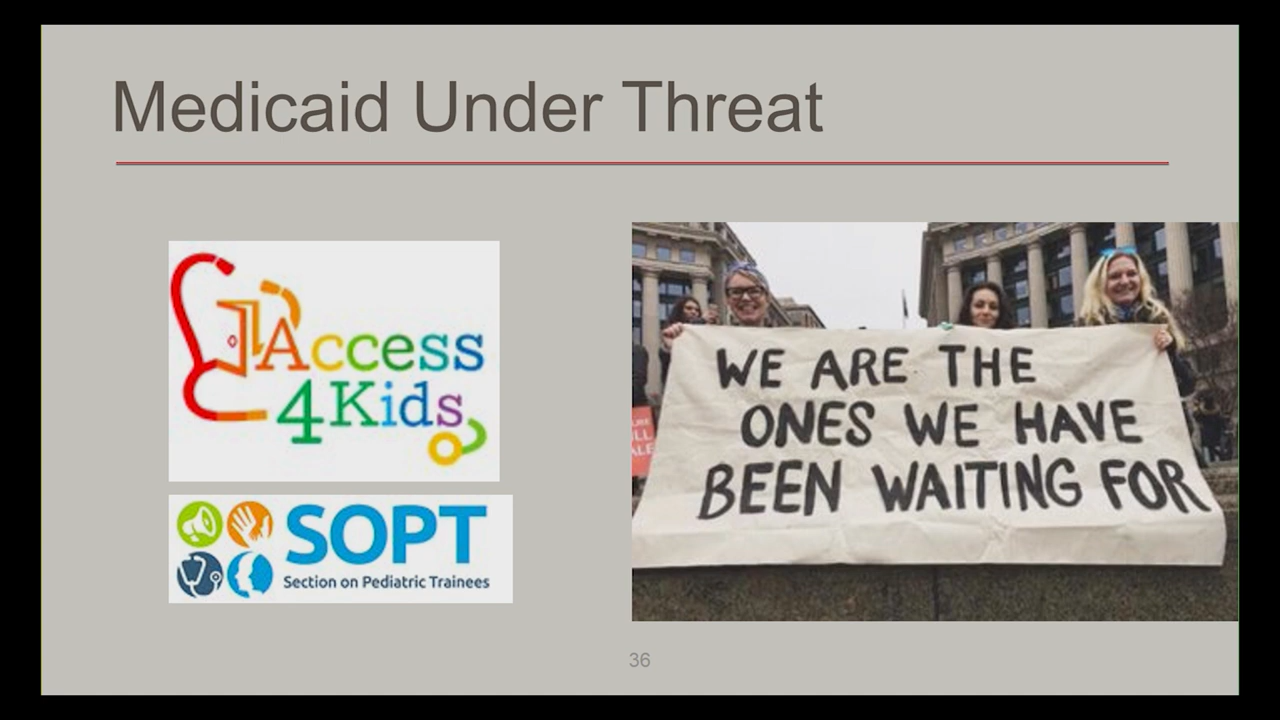 Medicaid Under Threat
Access
4Kids
SOPT
Section on Pediatric Trainees
WE ARE THE
ONES WE HAVE
BEEN WAITING FOR
36